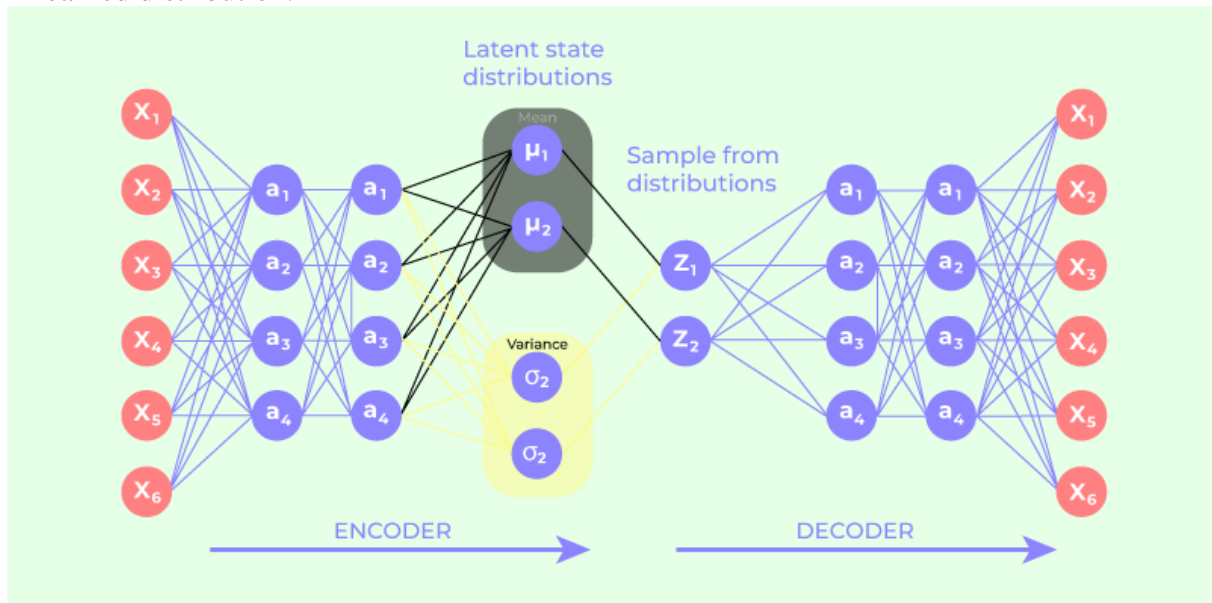 Latent state
distributions
Mean
μ₁
μ₂
Sample from
distributions
Variance
σ₂
σ₂
X₁
X₂
X₃
X₄
X₅
X₆
a₁
a₂
a₃
a₄
a₁
a₂
a₃
a₄
Z₁
Z₂
a₁
a₂
a₃
a₄
a₁
a₂
a₃
a₄
X₁
X₂
X₃
X₄
X₅
X₆
ENCODER
DECODER